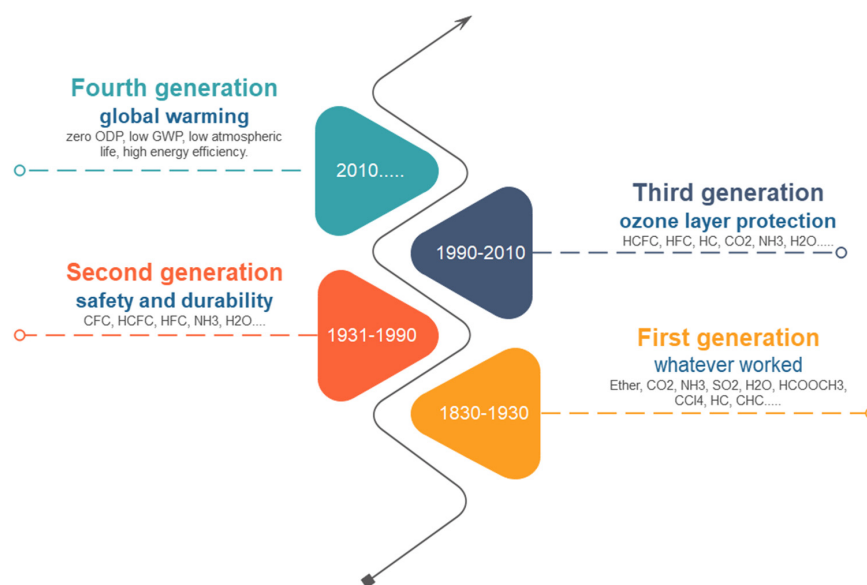 Fourth generation
global warming
zero ODP, low GWP, low atmospheric
life, high energy efficiency.
2010.....
Third generation
ozone layer protection
HCFC, HFC, HC, CO2, NH3, H2O.....
1990-2010
Second generation
safety and durability
CFC, HCFC, HFC, NH3, H2O....
1931-1990
First generation
whatever worked
Ether, CO2, NH3, SO2, H2O, HCOOCH3,
CCl4, HC, CHC.....
1830-1930